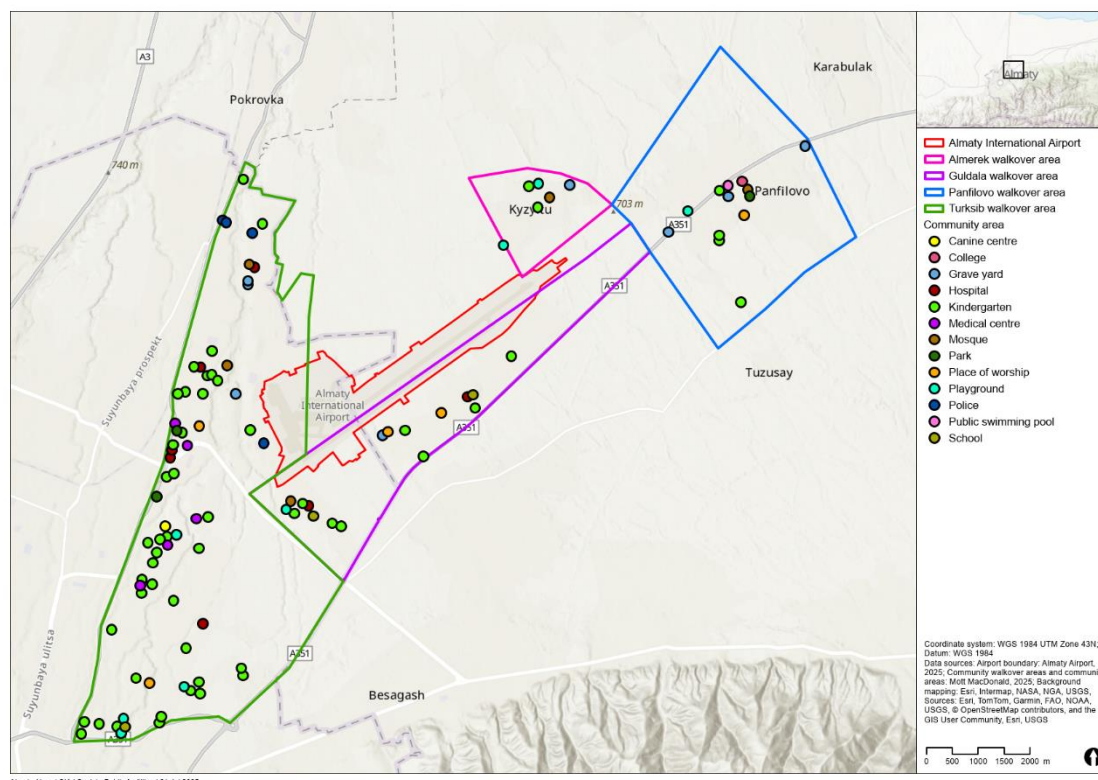 A3
Karabulak
Pokrovka
740 m
Panfilovo
703 m
A351
A351
Suyunbaya prospekt
Almaty
International
Airport
Tuzusay
A351
A351
Besagash
Suyunbaya ulitsa
Almaty
Almaty International Airport
Almerek walkover area
Guldala walkover area
Panfilovo walkover area
Turksib walkover area
Community area
Canine centre
College
Grave yard
Hospital
Kindergarten
Medical centre
Mosque
Park
Place of worship
Playground
Police
Public swimming pool
School
Coordinate system: WGS 1984 UTM Zone 43N;
Datum: WGS 1984
Data sources: Airport boundary: Almaty Airport,
2025; Community walkover areas and communi
areas: Mott MacDonald, 2025; Background
mapping: Esri, Intermap, NASA, NGA, USGS,
Sources: Esri, TomTom, Garmin, FAO, NOAA,
USGS, © OpenStreetMap contributors, and the
GIS User Community, Esri, USGS
0 500 1000 1500 2000 m